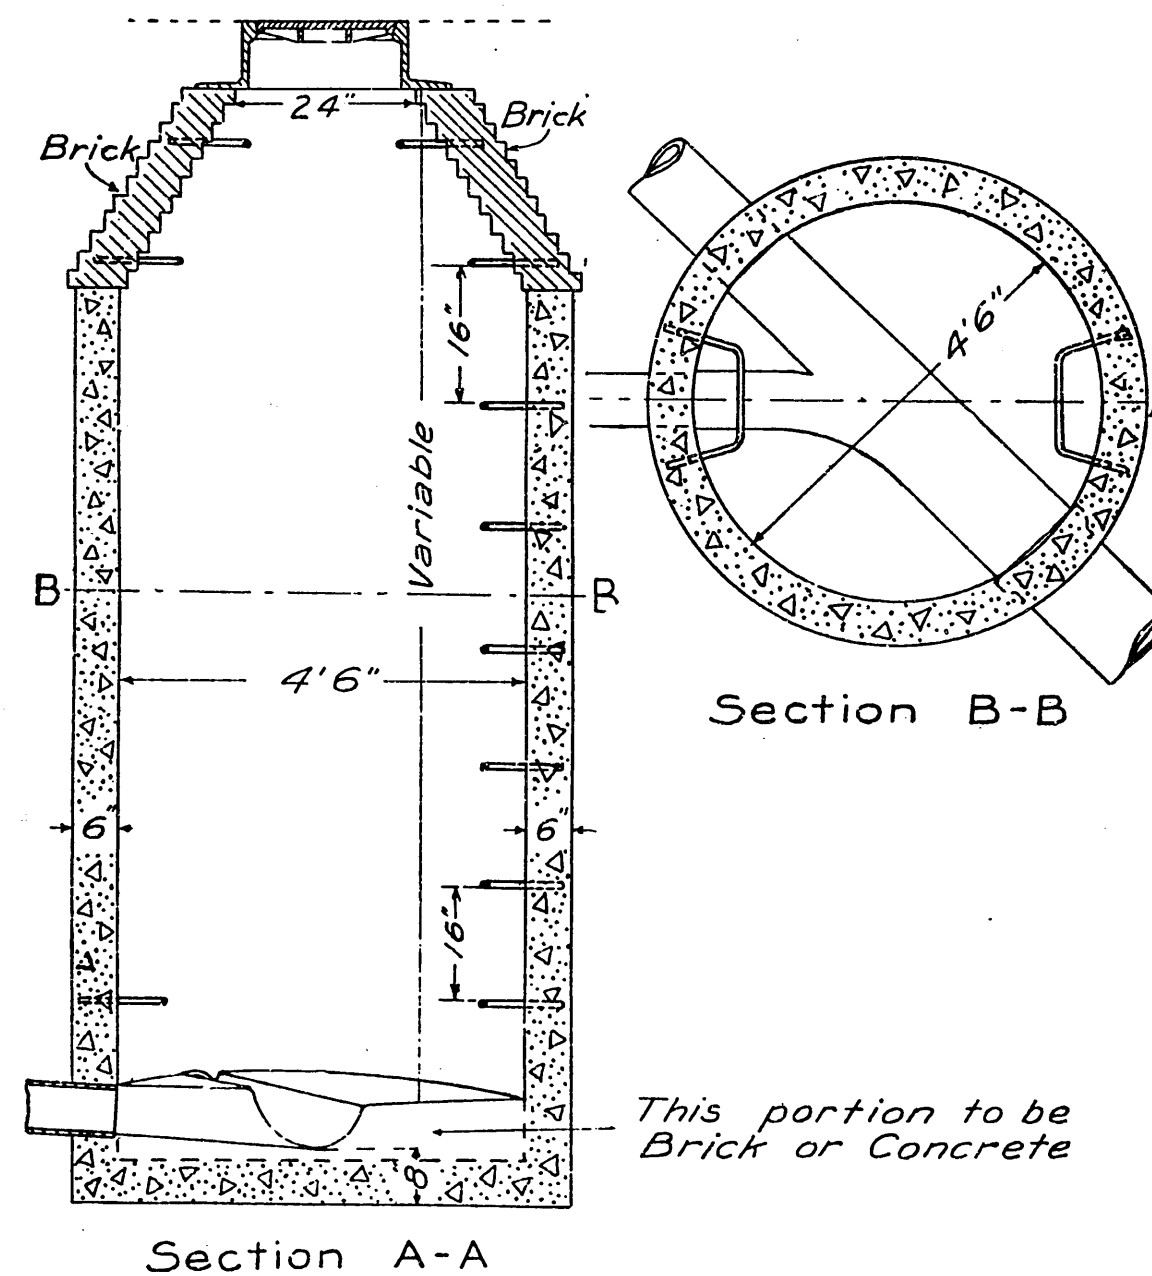 24"
Brick
Brick
16"
4'6"
Variable
B
B
4'6"
Section B-B
6"
6"
16"
This portion to be
Brick or Concrete
8
Section A-A